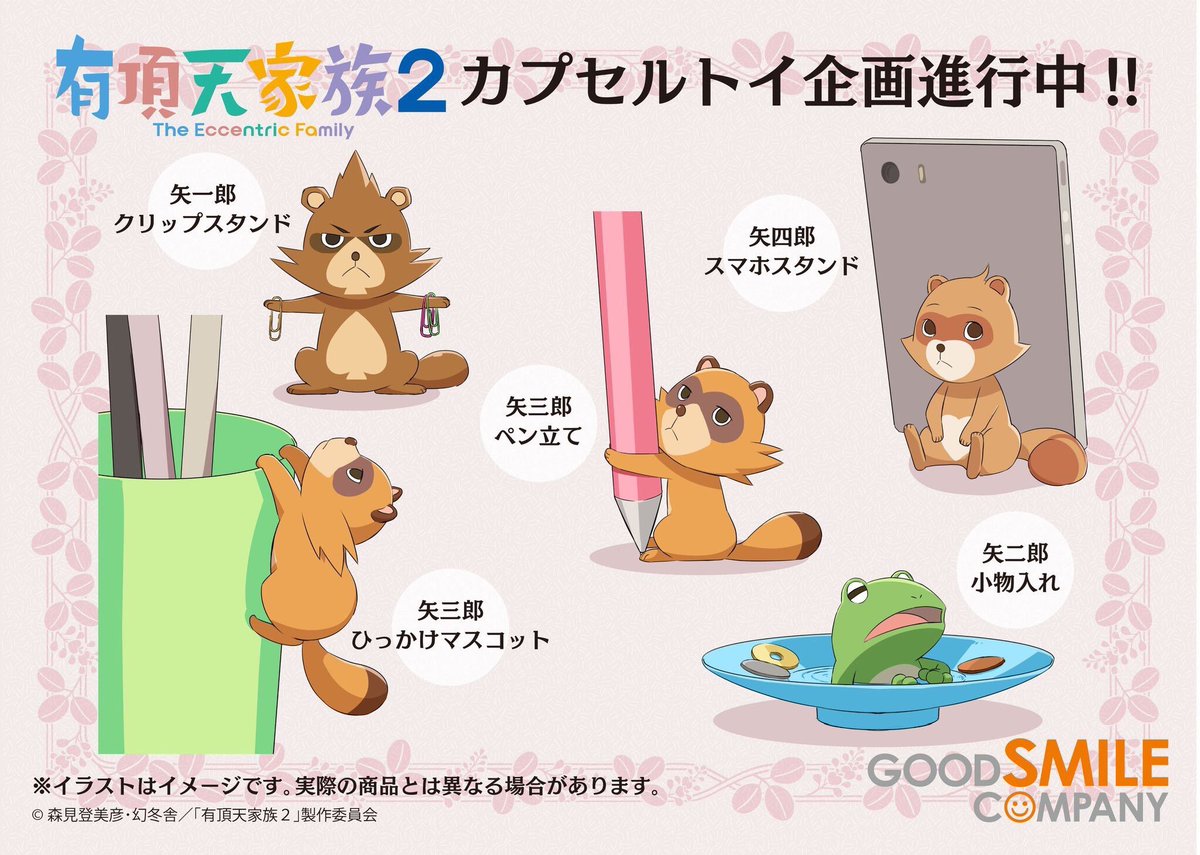 有頂天家族2 カプセルトイ企画進行中!!
The Eccentric Family
矢一郎
クリップスタンド
矢四郎
スマホスタンド
矢三郎
ペン立て
矢二郎
小物入れ
矢三郎
ひっかけマスコット
※イラストはイメージです。実際の商品とは異なる場合があります。
© 森見登美彦・幻冬舎／「有頂天家族２」製作委員会
GOOD SMILE
COMPANY